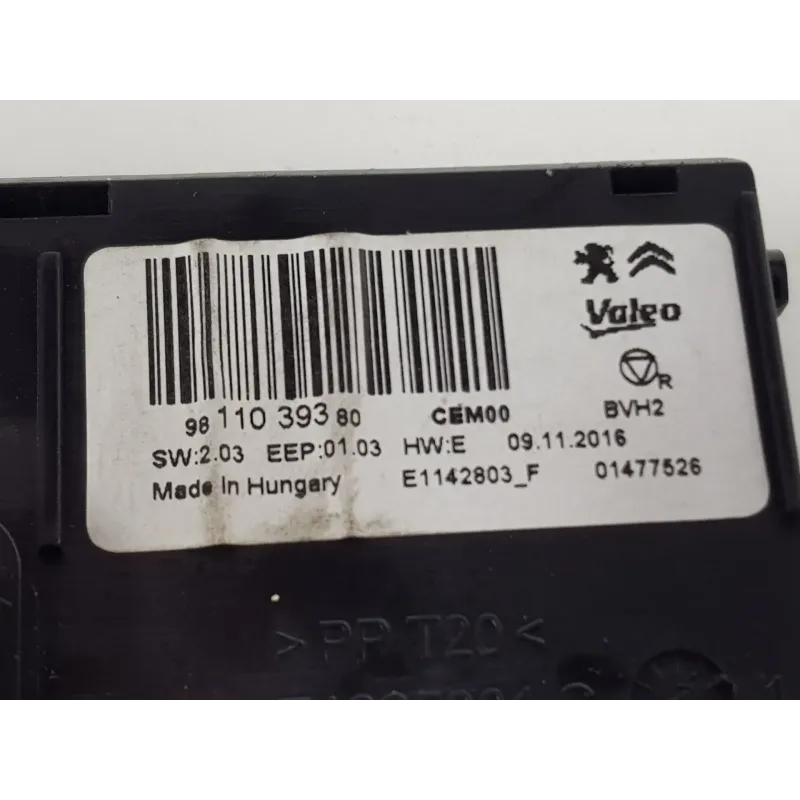 Valeo
R
98 110 393 80 CEM00 BVH2
SW:2.03 EEP:01.03 HW:E 09.11.2016
Made In Hungary E1142803_F 01477526
>PP T20<